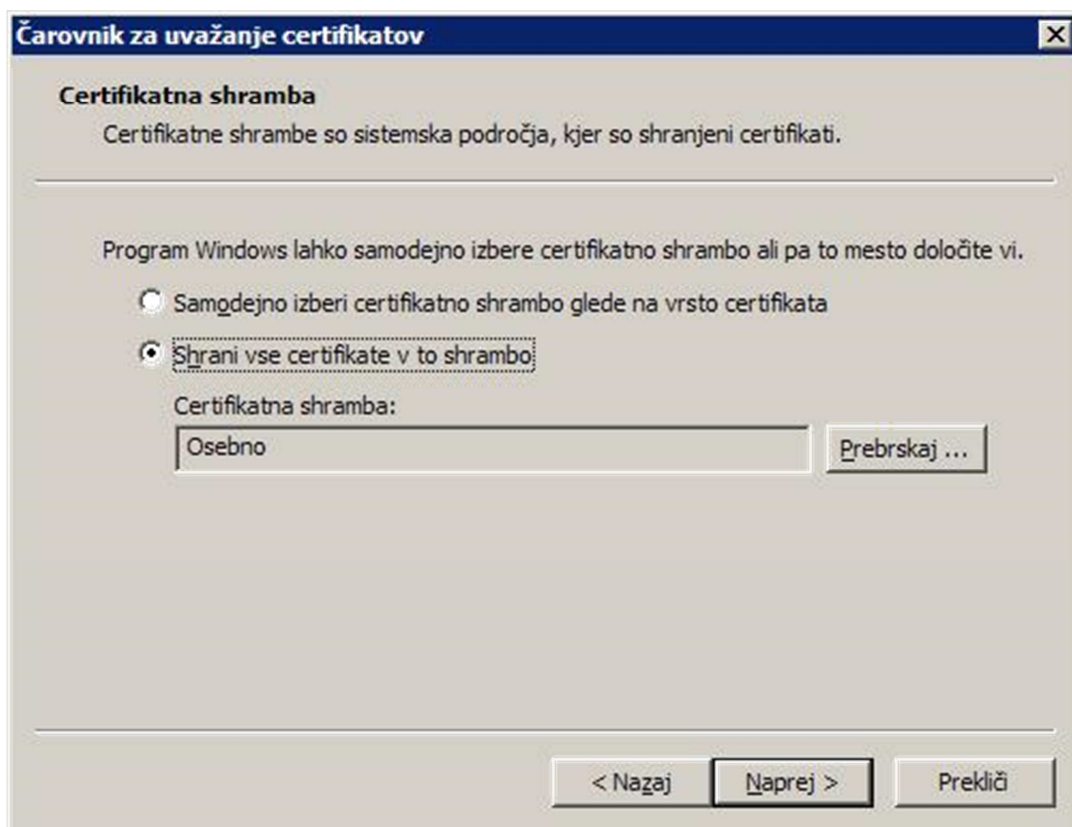 Čarovnik za uvažanje certifikatov
Certifikatna shramba
Certifikatne shrambe so sistemska področja, kjer so shranjeni certifikati.
Program Windows lahko samodejno izbere certifikatno shrambo ali pa to mesto določite vi.
Samodejno izberi certifikatno shrambo glede na vrsto certifikata
Shrani vse certifikate v to shrambo
Certifikatna shramba:
Osebno
Prebrskaj ...
< Nazaj
Naprej >
Prekliči